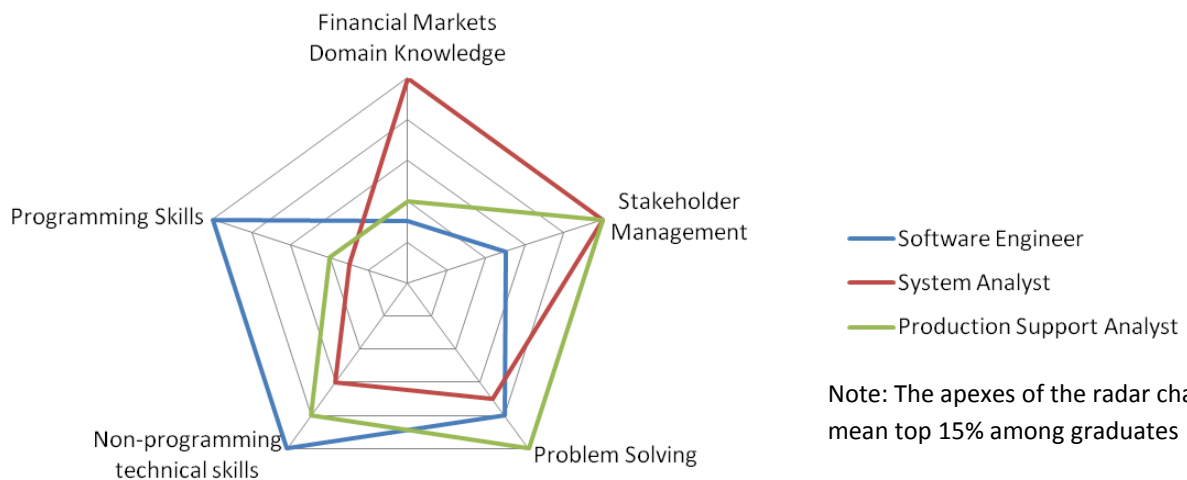 Financial Markets
Domain Knowledge
Programming Skills
Stakeholder
Management
Non-programming
technical skills
Problem Solving
Software Engineer
System Analyst
Production Support Analyst
Note: The apexes of the radar
mean top 15% among graduates